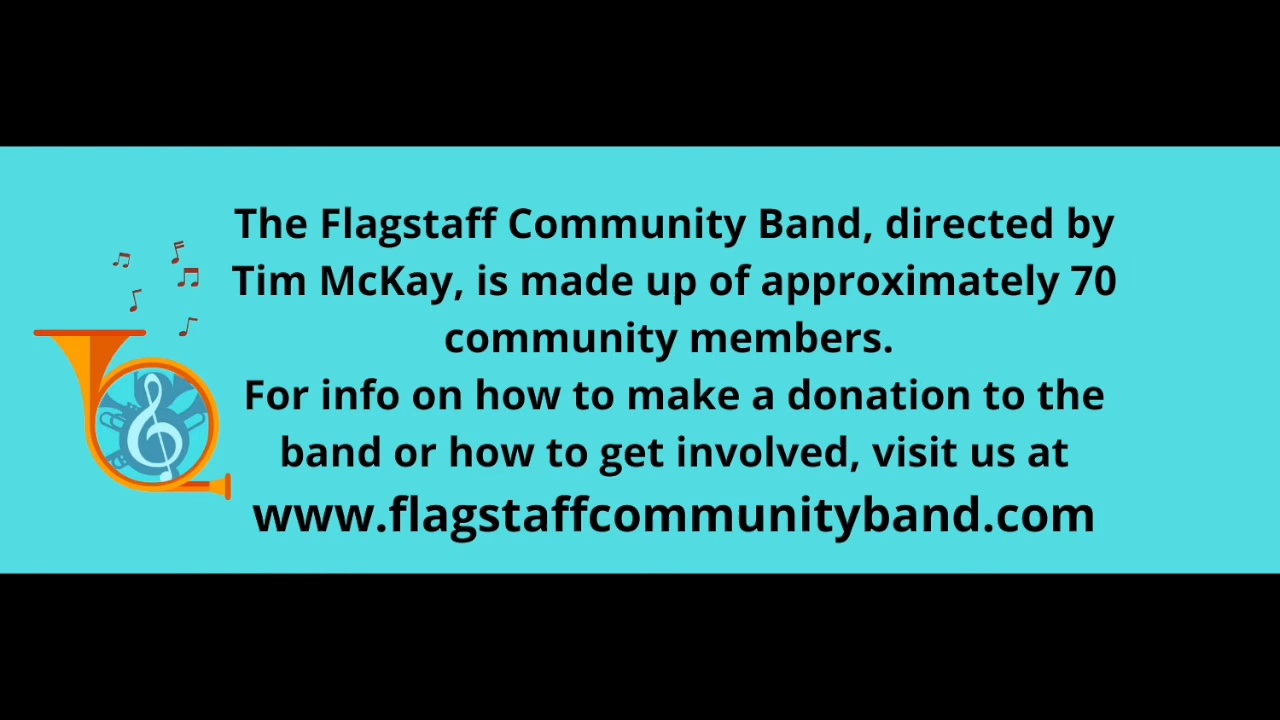 The Flagstaff Community Band, directed by
Tim McKay, is made up of approximately 70
community members.
For info on how to make a donation to the
band or how to get involved, visit us at
www.flagstaffcommunityband.com